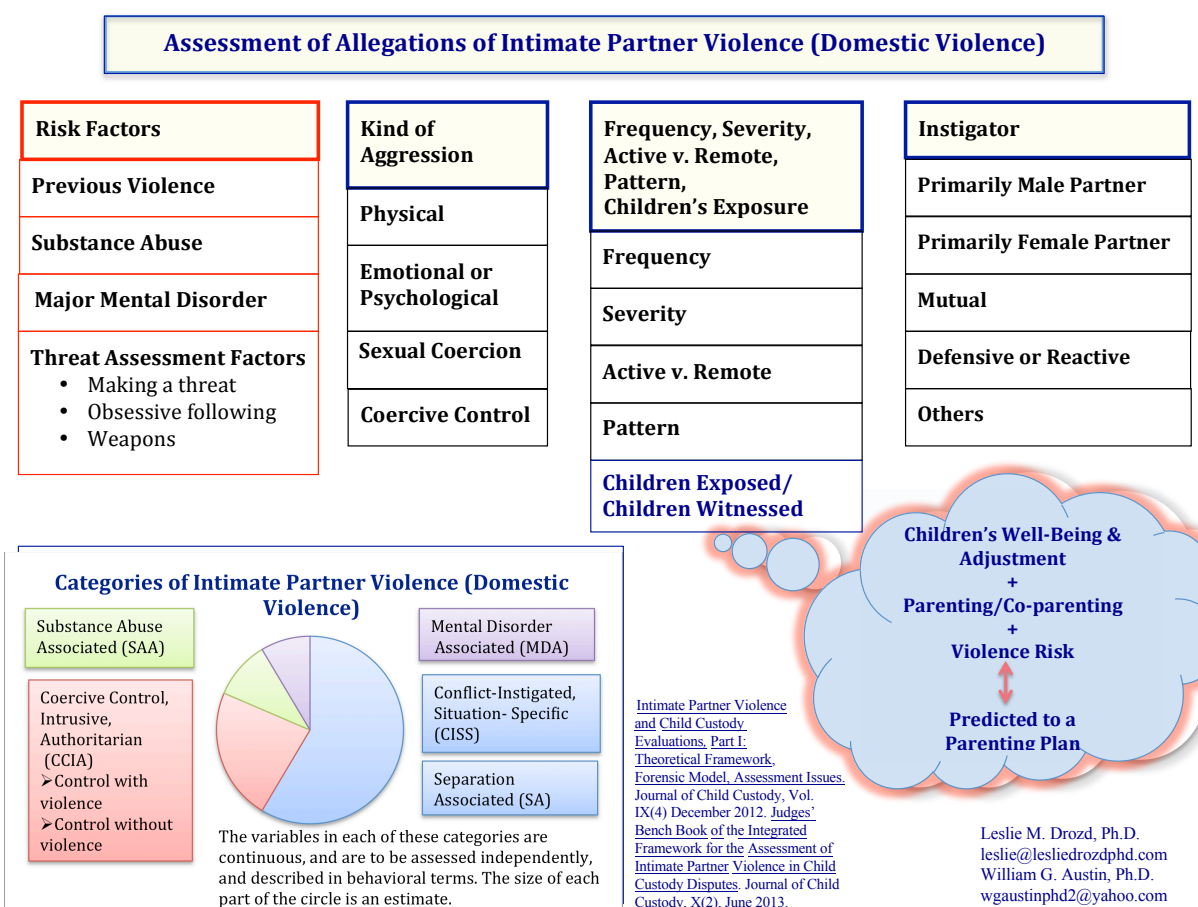 Assessment of Allegations of Intimate Partner Violence (Domestic Violence)
Risk Factors
Previous Violence
Substance Abuse
Major Mental Disorder
Threat Assessment Factors
• Making a threat
• Obsessive following
• Weapons
Kind of
Aggression
Physical
Emotional or
Psychological
Sexual Coercion
Coercive Control
Frequency, Severity,
Active v. Remote,
Pattern,
Children's Exposure
Frequency
Severity
Active v. Remote
Pattern
Children Exposed/
Children Witnessed
Instigator
Primarily Male Partner
Primarily Female Partner
Mutual
Defensive or Reactive
Others
Children's Well-Being &
Adjustment
+
Parenting/Co-parenting
+
Violence Risk
Predicted to a
Parenting Plan
Categories of Intimate Partner Violence (Domestic
Violence)
Substance Abuse
Associated (SAA)
Coercive Control,
Intrusive,
Authoritarian
(CCIA)
➢Control with
violence
➢Control without
violence
Mental Disorder
Associated (MDA)
Conflict-Instigated,
Situation- Specific
(CISS)
Separation
Associated (SA)
The variables in each of these categories are
continuous, and are to be assessed independently,
and described in behavioral terms. The size of each
part of the circle is an estimate.
Intimate Partner Violence
and Child Custody
Evaluations, Part I:
Theoretical Framework,
Forensic Model, Assessment Issues.
Journal of Child Custody, Vol.
IX(4) December 2012. Judges'
Bench Book of the Integrated
Framework for the Assessment of
Intimate Partner Violence in Child
Custody Disputes. Journal of Child
Custody, X(2), June 2013.
Leslie M. Drozd, Ph.D.
leslie@lesliedrozdphd.com
William G. Austin, Ph.D.
wgaustinphd2@yahoo.com